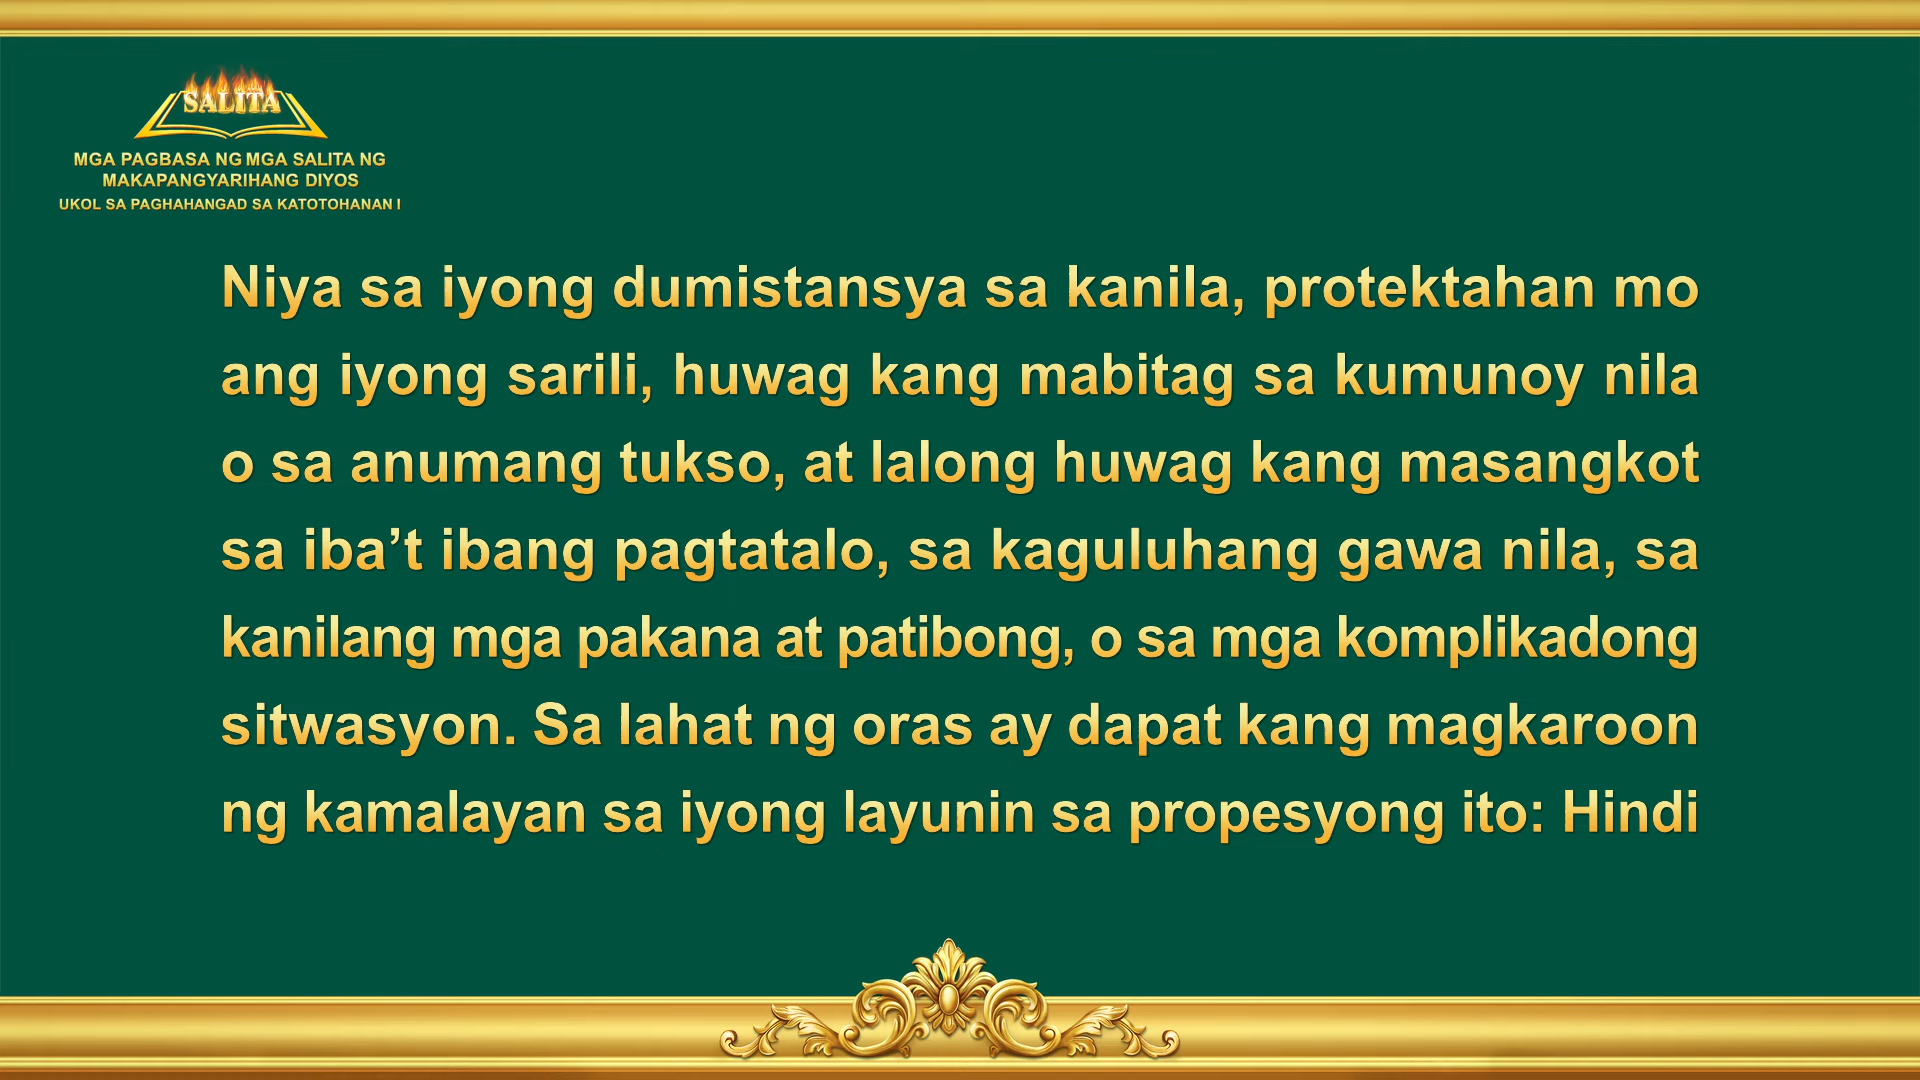 SALITA
MGA PAGBASA NG MGA SALITA NG
MAKAPANGYARIHANG DIYOS
UKOL SA PAGHAHANGAD SA KATOTOHANAN I
Niya sa iyong dumistansya sa kanila, protektahan mo
ang iyong sarili, huwag kang mabitag sa kumunoy nila
o sa anumang tukso, at lalong huwag kang masangkot
sa iba’t ibang pagtatalo, sa kaguluhang gawa nila, sa
kanilang mga pakana at patibong, o sa mga komplikadong
sitwasyon. Sa lahat ng oras ay dapat kang magkaroon
ng kamalayan sa iyong layunin sa propesyong ito: Hindi